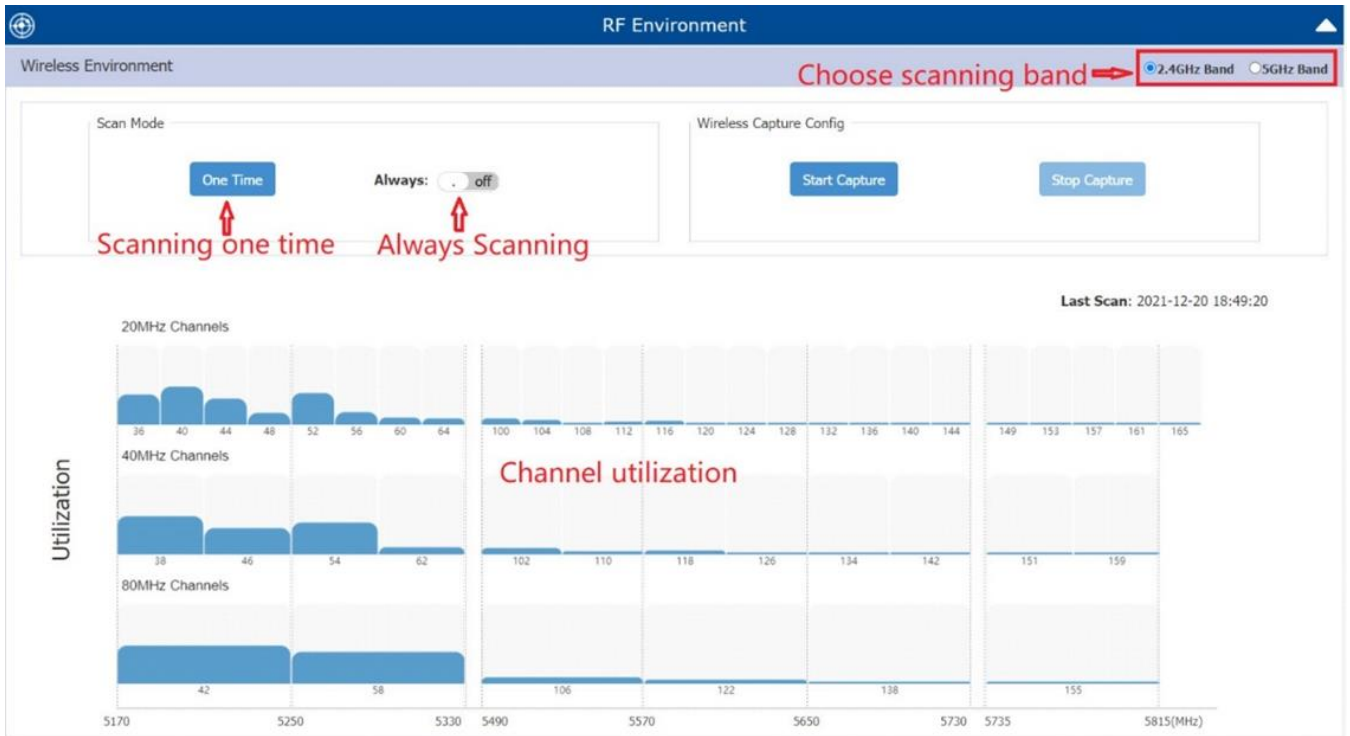 RF Environment
Wireless Environment
Choose scanning band
2.4GHz Band 5GHz Band
Scan Mode
Wireless Capture Config
One Time
Always: off
Start Capture
Stop Capture
Scanning one time
Always Scanning
Last Scan: 2021-12-20 18:49:20
20MHz Channels
36 40 44 48 52 56 60 64 100 104 108 112 116 120 124 128 132 136 140 144 149 153 157 161 165
40MHz Channels
Channel utilization
Utilization
38 46 54 62 102 110 118 126 134 142 151 159
80MHz Channels
42 58 106 122 138 155
5170 5250 5330 5490 5570 5650 5730 5735 5815(MHz)